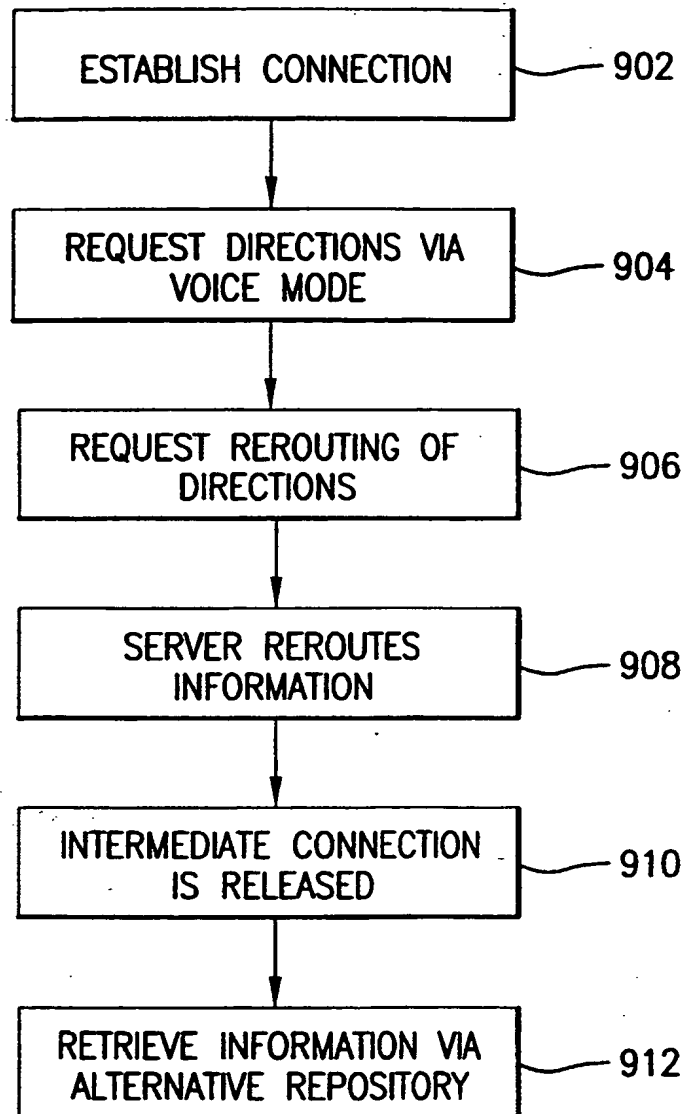 ESTABLISH CONNECTION
902
REQUEST DIRECTIONS VIA
VOICE MODE
904
REQUEST REROUTING OF
DIRECTIONS
906
SERVER REROUTES
INFORMATION
908
INTERMEDIATE CONNECTION
IS RELEASED
910
RETRIEVE INFORMATION VIA
ALTERNATIVE REPOSITORY
912